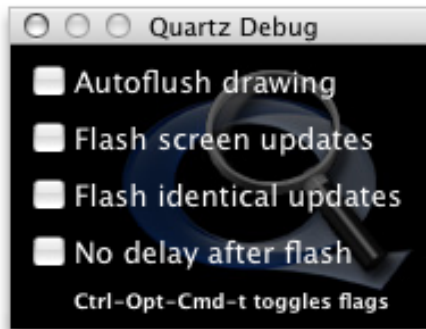 Quartz Debug
Autoflush drawing
Flash screen updates
Flash identical updates
No delay after flash
Ctrl-Opt-Cmd-t toggles flags